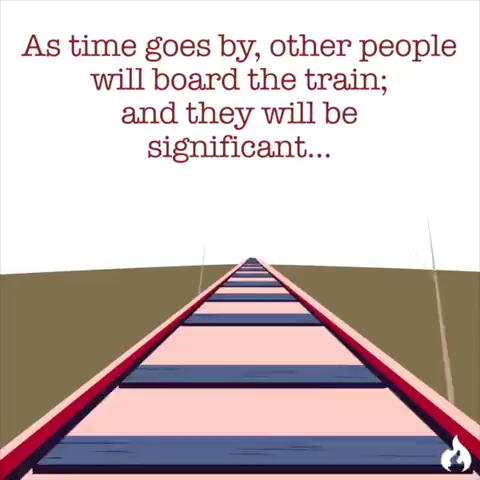 As time goes by, other people
will board the train;
and they will be
significant...